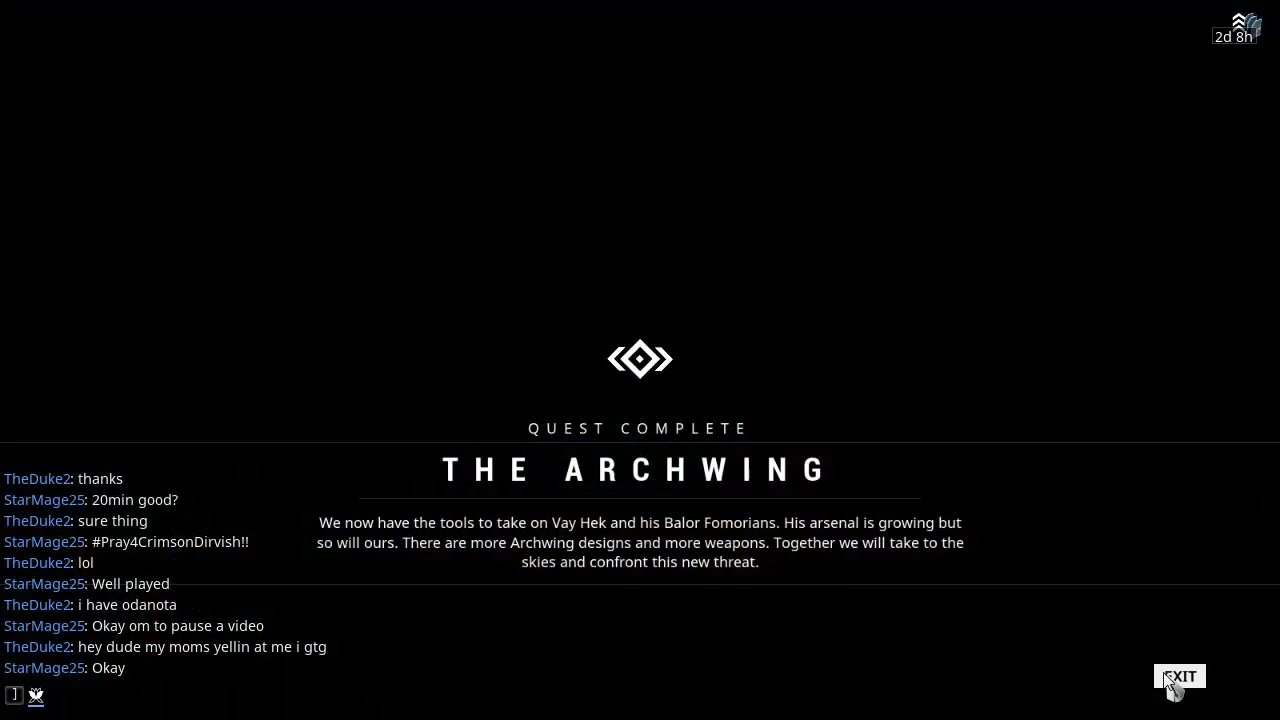 2d 8h
QUEST COMPLETE
THE ARCHWING
We now have the tools to take on Vay Hek and his Balor Fomorians. His arsenal is growing but
so will ours. There are more Archwing designs and more weapons. Together we will take to the
skies and confront this new threat.
TheDuke2: thanks
StarMage25: 20min good?
TheDuke2: sure thing
StarMage25: #Pray4CrimsonDirvish!!
TheDuke2: lol
StarMage25: Well played
TheDuke2: i have odanota
StarMage25: Okay om to pause a video
TheDuke2: hey dude my moms yellin at me i gtg
StarMage25: Okay
]
EXIT